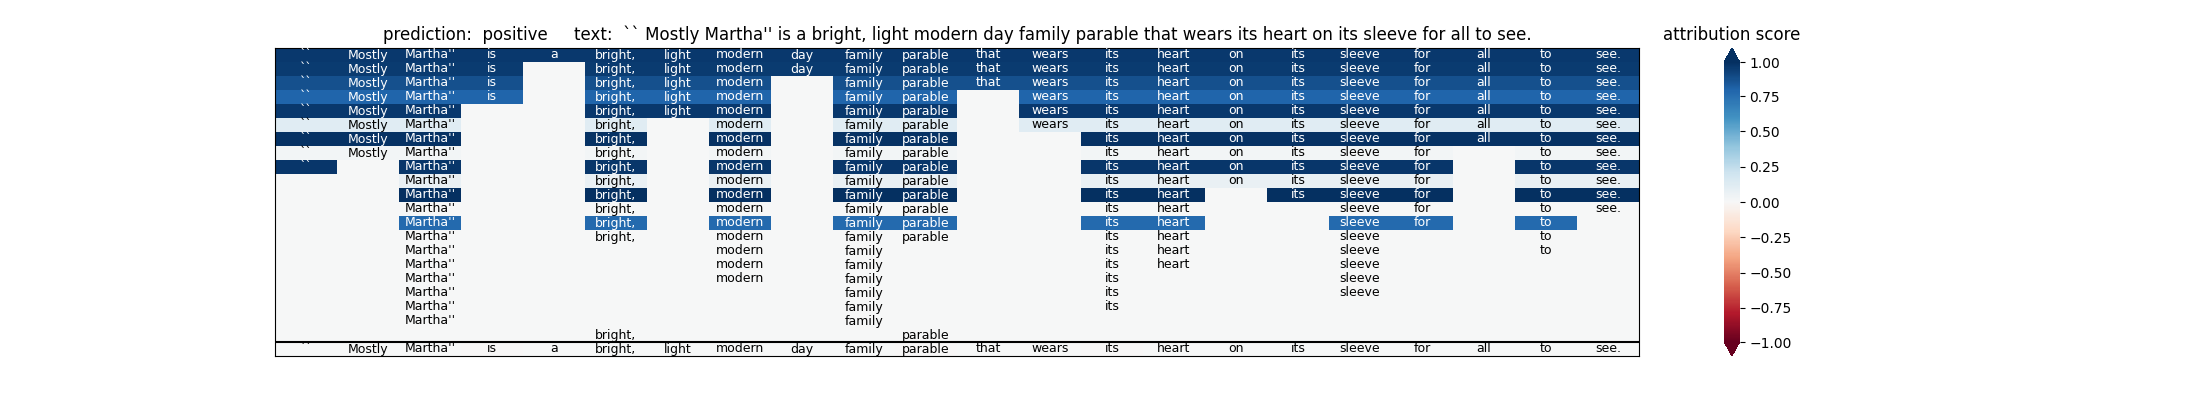 prediction:  positive     text:  `` Mostly Martha'' is a bright, light modern day family parable that wears its heart on its sleeve for all to see.
attribution score
`` Mostly Martha'' is a bright, light modern day family parable that wears its heart on its sleeve for all to see.
`` Mostly Martha'' is bright, light modern day family parable that wears its heart on its sleeve for all to see.
`` Mostly Martha'' is bright, light modern family parable that wears its heart on its sleeve for all to see.
`` Mostly Martha'' is bright, light modern family parable wears its heart on its sleeve for all to see.
`` Mostly Martha'' bright, light modern family parable wears its heart on its sleeve for all to see.
`` Mostly Martha'' bright, modern family parable wears its heart on its sleeve for all to see.
`` Mostly Martha'' bright, modern family parable its heart on its sleeve for all to see.
`` Mostly Martha'' bright, modern family parable its heart on its sleeve for to see.
`` Martha'' bright, modern family parable its heart on its sleeve for to see.
Martha'' bright, modern family parable its heart on its sleeve for to see.
Martha'' bright, modern family parable its heart its sleeve for to see.
Martha'' bright, modern family parable its heart sleeve for to see.
Martha'' bright, modern family parable its heart sleeve for to
Martha'' bright, modern family parable its heart sleeve to
Martha'' modern family its heart sleeve to
Martha'' modern family its heart sleeve
Martha'' modern family its sleeve
Martha'' family its sleeve
Martha'' family its
Martha'' family
bright, parable
`` Mostly Martha'' is a bright, light modern day family parable that wears its heart on its sleeve for all to see.
1.00
0.75
0.50
0.25
0.00
−0.25
−0.50
−0.75
−1.00